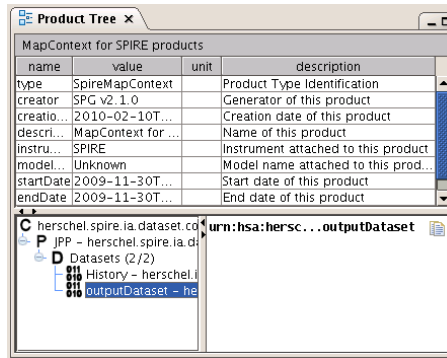 Product Tree
MapContext for SPIRE products
name value unit description
type SpireMapContext Product Type Identification
creator SPG v2.1.0 Generator of this product
creatio... 2010-02-10T... Creation date of this product
descri... MapContext for ... Name of this product
instru... SPIRE Instrument attached to this product
model... Unknown Model name attached to this prod...
startDate 2009-11-30T... Start date of this product
endDate 2009-11-30T... End date of this product
C herschel.spire.ia.dataset.co
P JPP - herschel.spire.ia.d
D Datasets (2/2)
011 010 History - herschel.i
011 010 outputDataset - he
urn:hsa:hersc...outputDataset